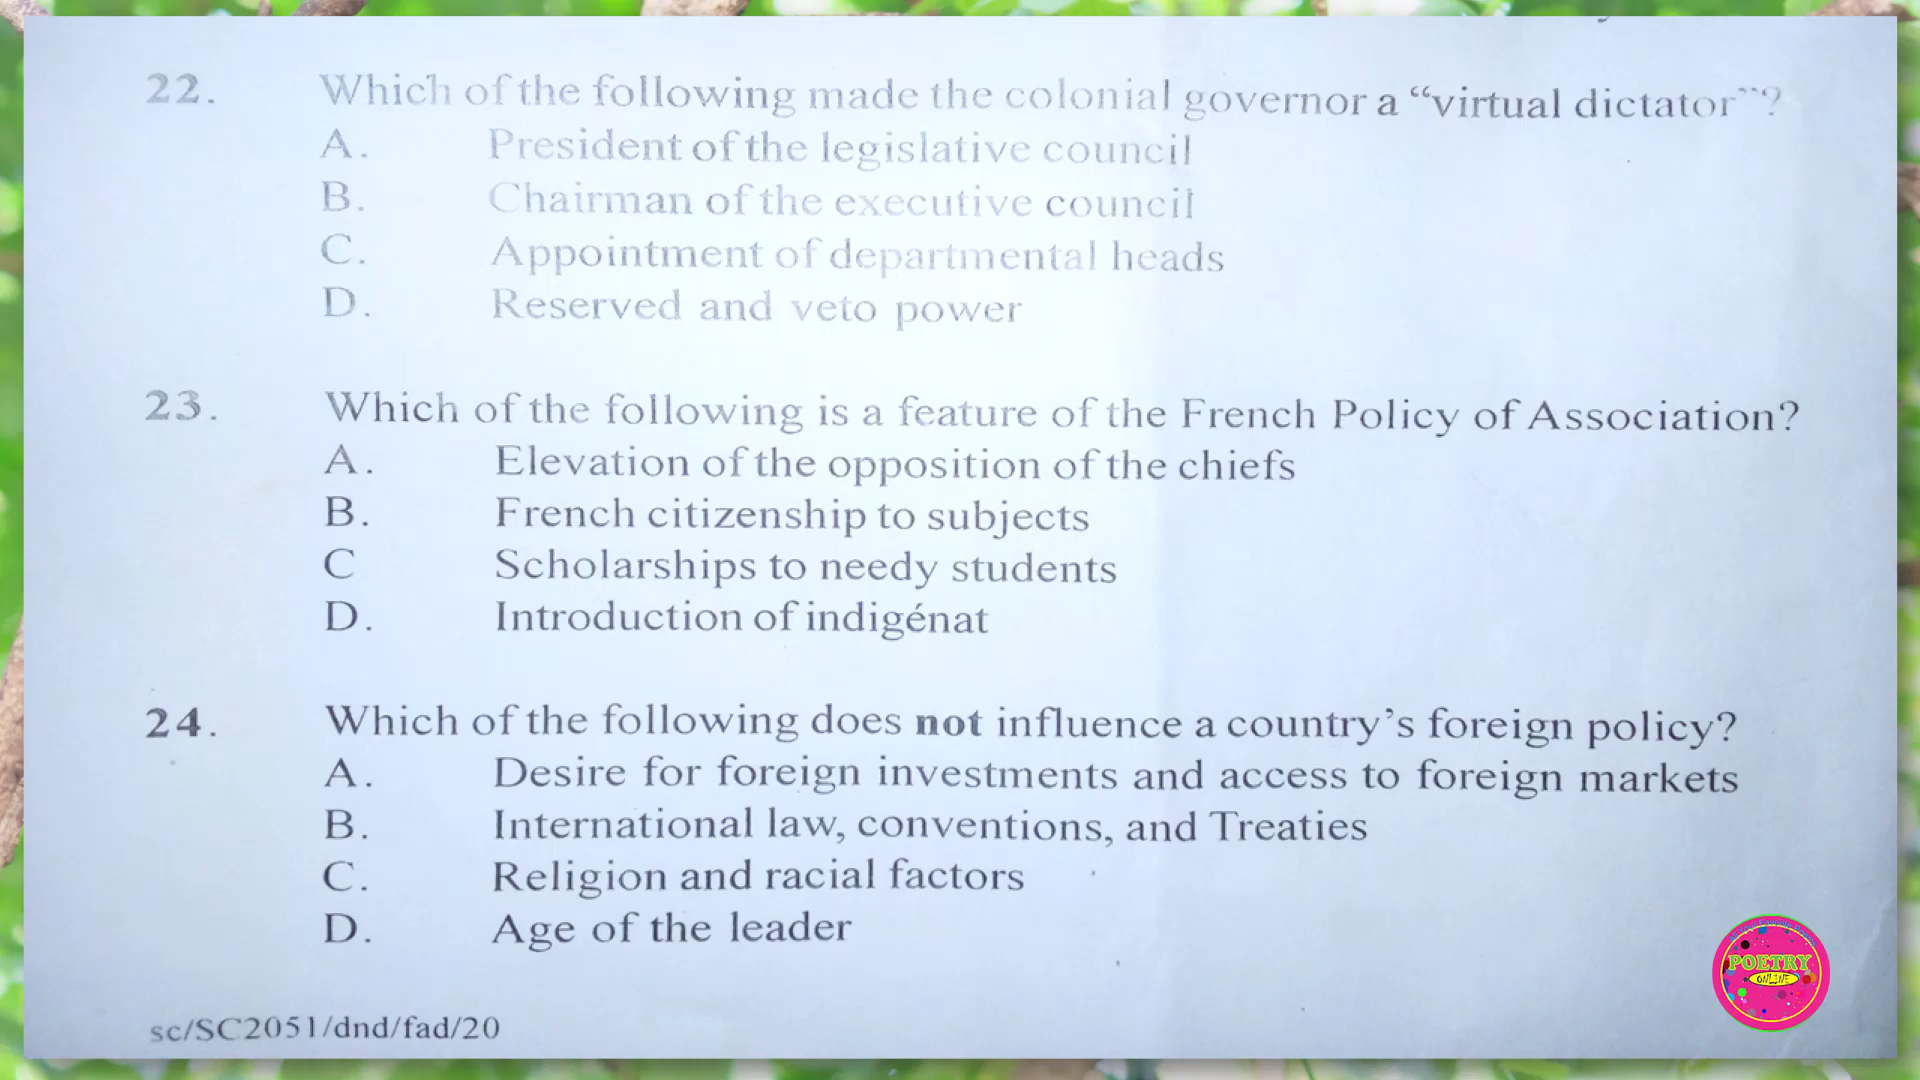 22. Which of the following made the colonial governor a “virtual dictator”?
A. President of the legislative council
B. Chairman of the executive council
C. Appointment of departmental heads
D. Reserved and veto power
23. Which of the following is a feature of the French Policy of Association?
A. Elevation of the opposition of the chiefs
B. French citizenship to subjects
C Scholarships to needy students
D. Introduction of indigénat
24. Which of the following does not influence a country’s foreign policy?
A. Desire for foreign investments and access to foreign markets
B. International law, conventions, and Treaties
C. Religion and racial factors
D. Age of the leader
POETRY
ONLINE
sc/SC2051/dnd/fad/20